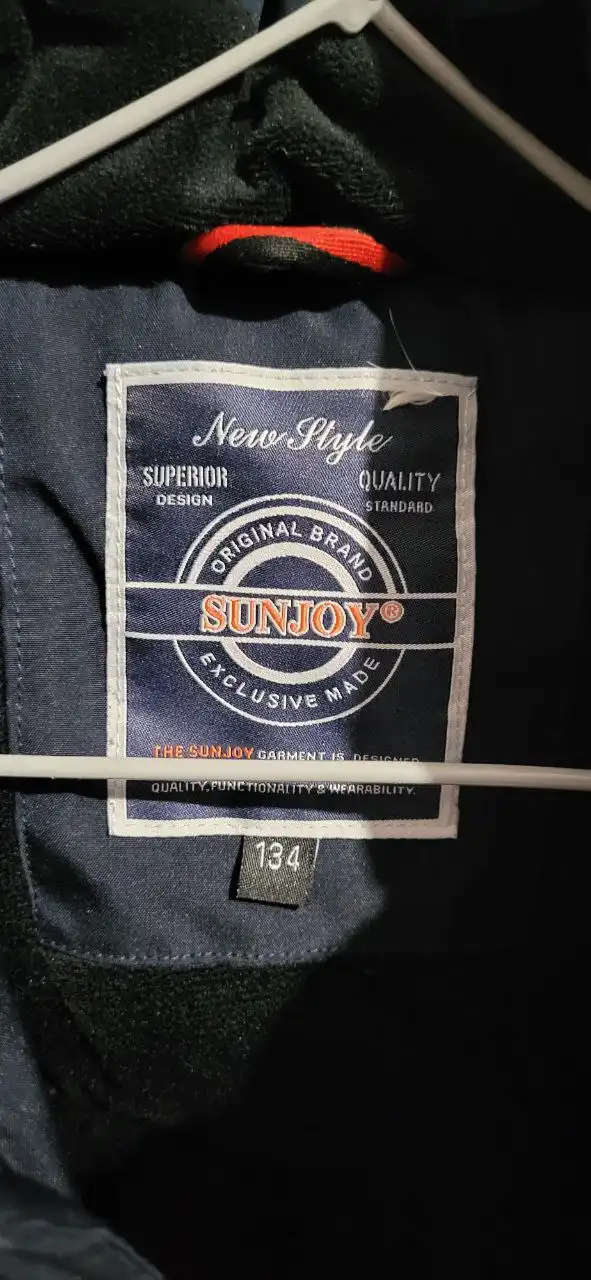 New Style
SUPERIOR QUALITY
DESIGN STANDARD
ORIGINAL BRAND
SUNJOY®
EXCLUSIVE MADE
THE SUNJOY GARMENT IS DESIGNED
QUALITY, FUNCTIONALITY & WEARABILITY.
134